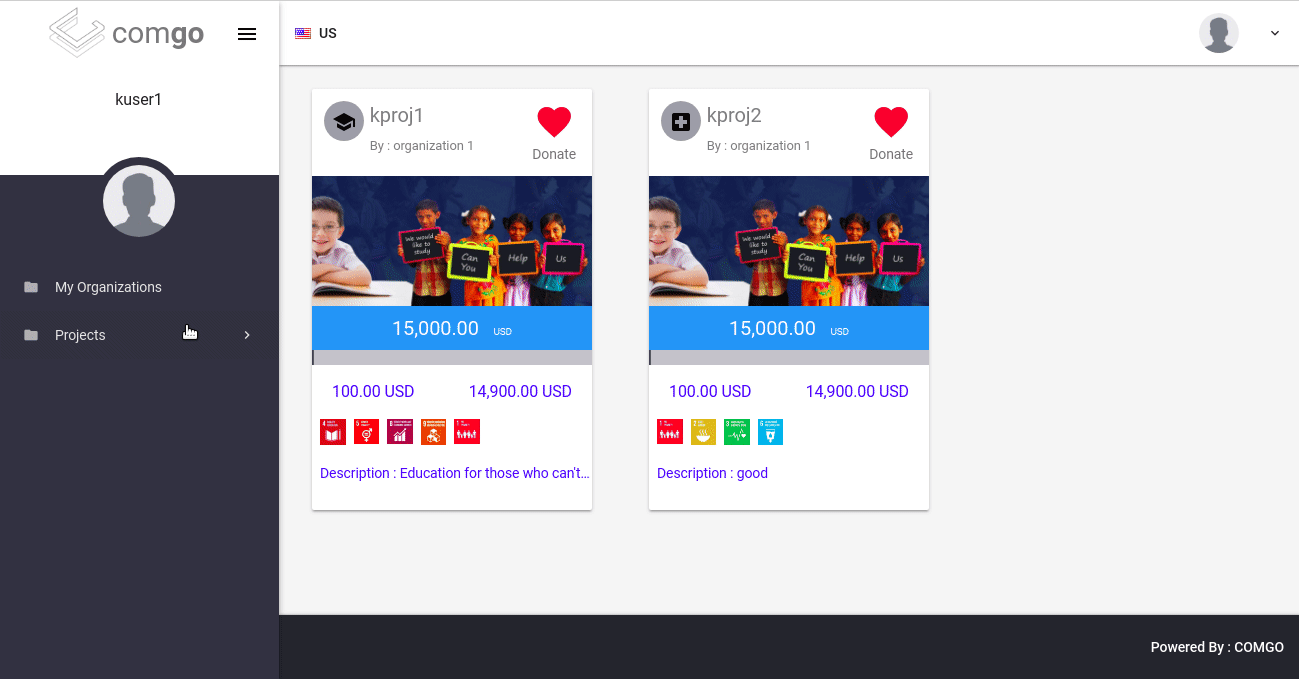 comgo
US
kuser1
My Organizations
Projects
kproj1
By : organization 1
Donate
We would
like to
study
Can
You
Help
Us
15,000.00 USD
100.00 USD 14,900.00 USD
Description : Education for those who can't...
kproj2
By : organization 1
Donate
We would
like to
study
Can
You
Help
Us
15,000.00 USD
100.00 USD 14,900.00 USD
Description : good
Powered By : COMGO